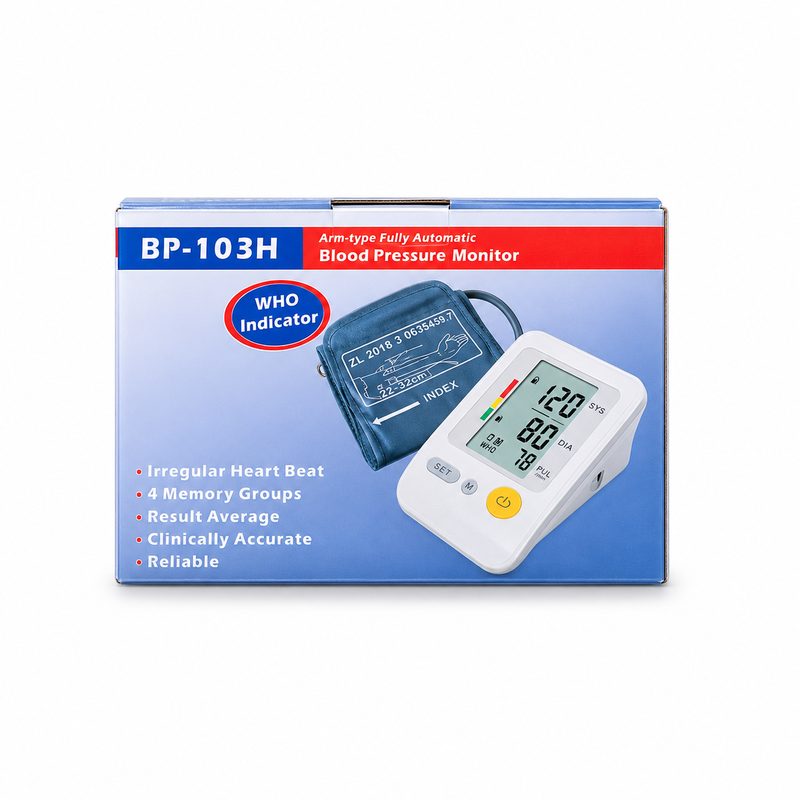 BP-103H
Arm-type Fully Automatic
Blood Pressure Monitor
WHO
Indicator
ZL 2018 3 0635459.7
22-32cm
INDEX
120
SYS
80
DIA
WHO
78
PUL
/min
SET
M
• Irregular Heart Beat
• 4 Memory Groups
• Result Average
• Clinically Accurate
• Reliable